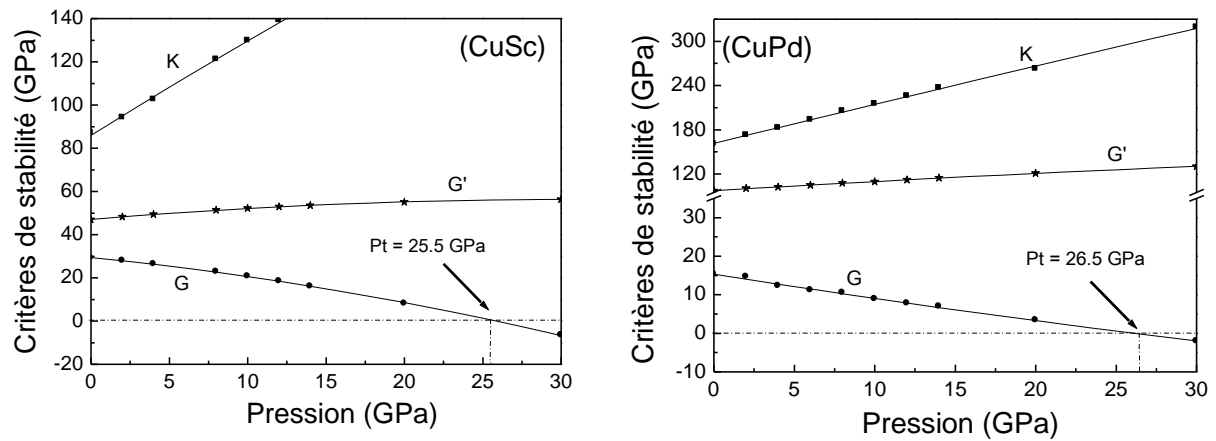 140
120
100
80
60
40
20
0
-20
Critères de stabilité (GPa)
(CuSc)
K
G'
Pt = 25.5 GPa
G
0 5 10 15 20 25 30
Pression (GPa)
300
240
180
120
30
20
10
0
-10
Critères de stabilité (GPa)
(CuPd)
K
G'
Pt = 26.5 GPa
G
0 5 10 15 20 25 30
Pression (GPa)